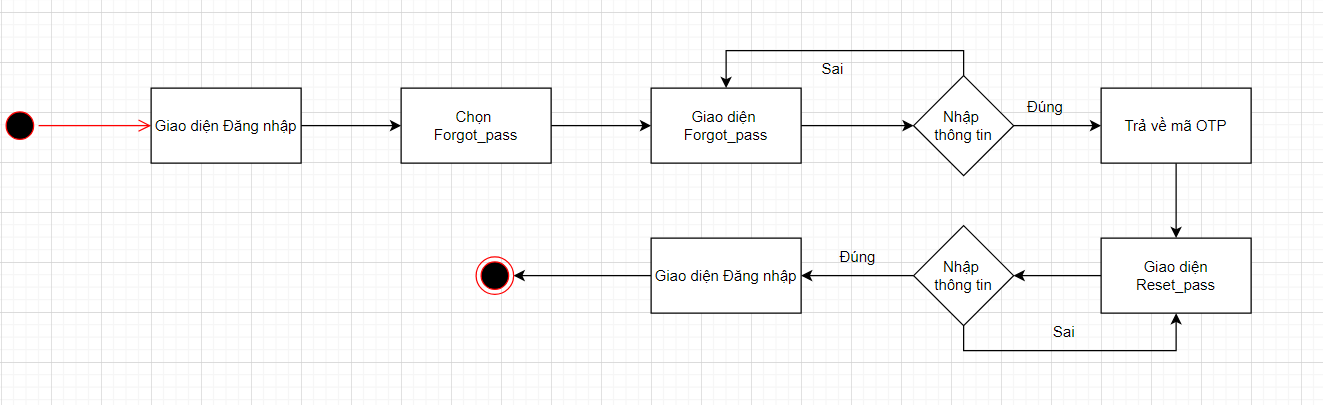 Sai
Giao diện Đăng nhập
Chọn
Forgot_pass
Giao diện
Forgot_pass
Nhập
thông tin
Đúng
Trả về mã OTP
Giao diện Đăng nhập
Đúng
Nhập
thông tin
Giao diện
Reset_pass
Sai